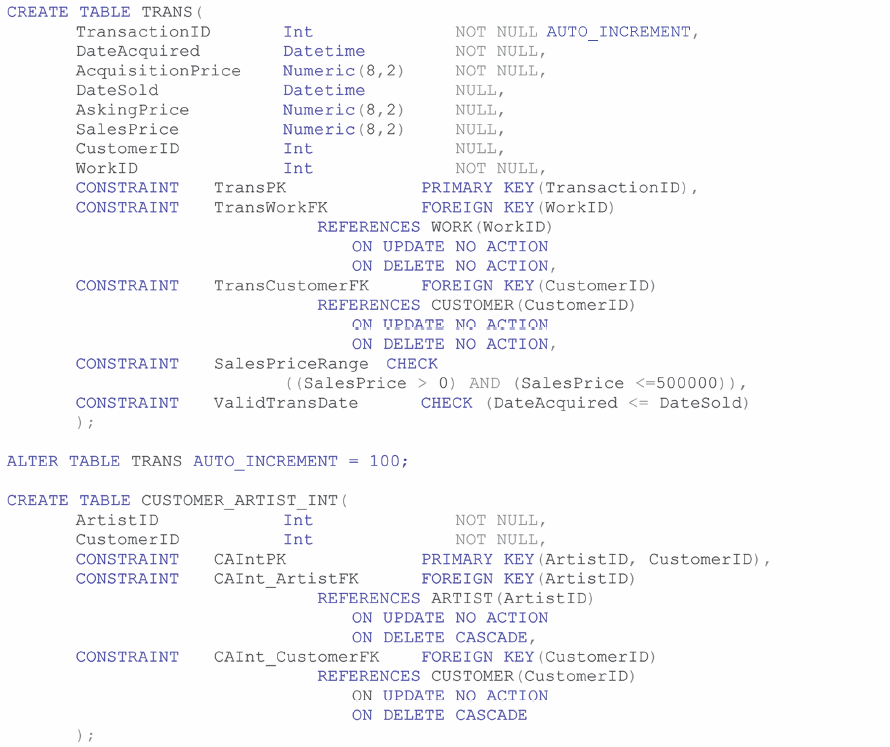 CREATE TABLE TRANS(
TransactionID Int NOT NULL AUTO_INCREMENT,
DateAcquired Datetime NOT NULL,
AcquisitionPrice Numeric(8,2) NOT NULL,
DateSold Datetime NULL,
AskingPrice Numeric(8,2) NULL,
SalesPrice Numeric(8,2) NULL,
CustomerID Int NULL,
WorkID Int NOT NULL,
CONSTRAINT TransPK PRIMARY KEY(TransactionID),
CONSTRAINT TransWorkFK FOREIGN KEY(WorkID)
REFERENCES WORK(WorkID)
ON UPDATE NO ACTION
ON DELETE NO ACTION,
CONSTRAINT TransCustomerFK FOREIGN KEY(CustomerID)
REFERENCES CUSTOMER(CustomerID)
ON UPDATE NO ACTION
ON DELETE NO ACTION,
CONSTRAINT SalesPriceRange CHECK
((SalesPrice > 0) AND (SalesPrice <=500000)),
CONSTRAINT ValidTransDate CHECK (DateAcquired <= DateSold)
);
ALTER TABLE TRANS AUTO_INCREMENT = 100;
CREATE TABLE CUSTOMER_ARTIST_INT(
ArtistID Int NOT NULL,
CustomerID Int NOT NULL,
CONSTRAINT CAIntPK PRIMARY KEY(ArtistID, CustomerID),
CONSTRAINT CAInt_ArtistFK FOREIGN KEY(ArtistID)
REFERENCES ARTIST(ArtistID)
ON UPDATE NO ACTION
ON DELETE CASCADE,
CONSTRAINT CAInt_CustomerFK FOREIGN KEY(CustomerID)
REFERENCES CUSTOMER(CustomerID)
ON UPDATE NO ACTION
ON DELETE CASCADE
);